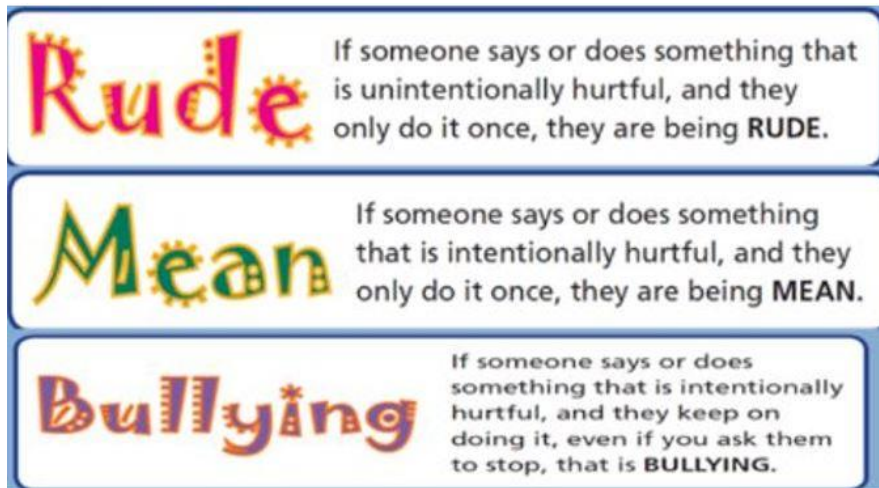 Rude
If someone says or does something that
is unintentionally hurtful, and they
only do it once, they are being RUDE.
Mean
If someone says or does something
that is intentionally hurtful, and they
only do it once, they are being MEAN.
Bullying
If someone says or does
something that is intentionally
hurtful, and they keep on
doing it, even if you ask them
to stop, that is BULLYING.